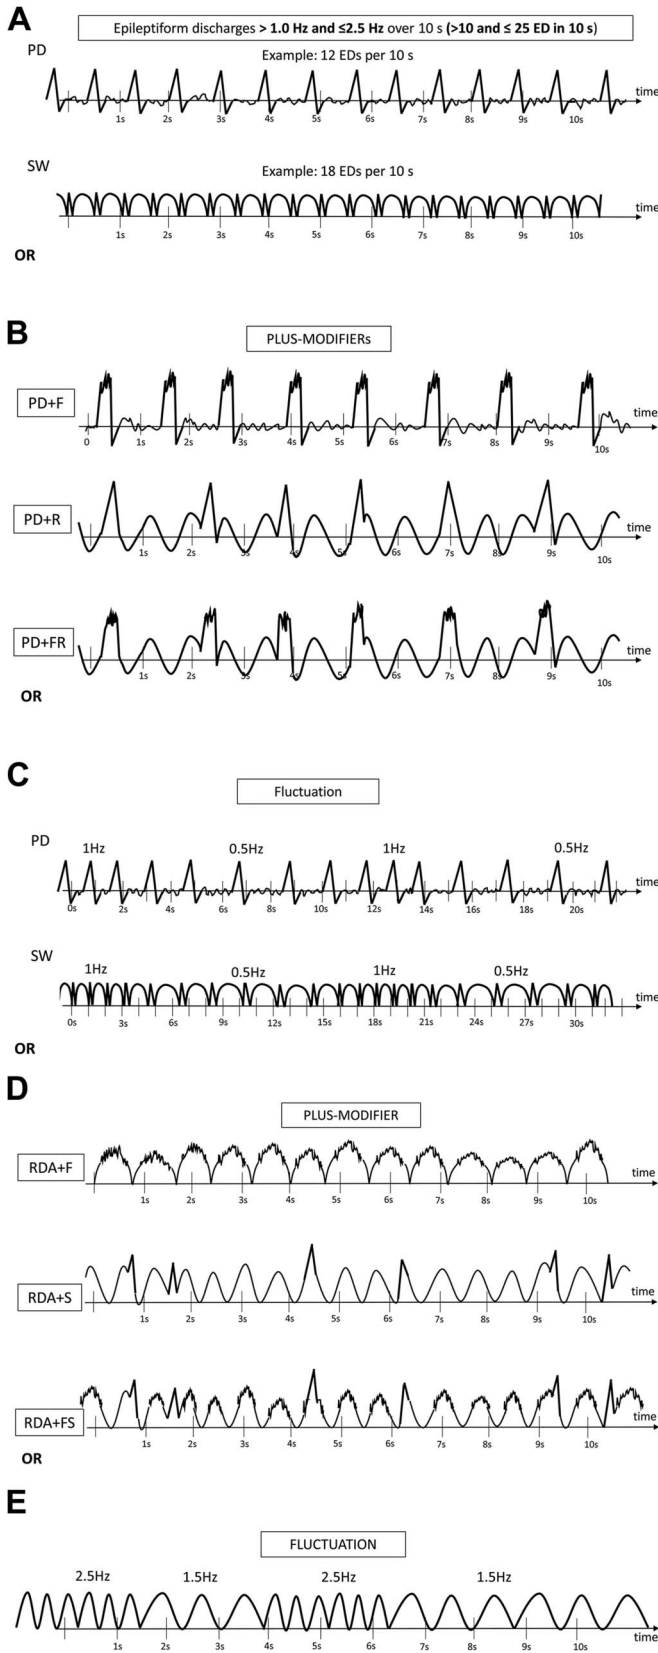 A
Epileptiform discharges > 1.0 Hz and ≤2.5 Hz over 10 s (>10 and ≤ 25 ED in 10 s)
PD
Example: 12 EDs per 10 s
time
1s 2s 3s 4s 5s 6s 7s 8s 9s 10s
SW
Example: 18 EDs per 10 s
time
1s 2s 3s 4s 5s 6s 7s 8s 9s 10s
OR
B
PLUS-MODIFIERs
PD+F
time
0 1s 2s 3s 4s 5s 6s 7s 8s 9s 10s
PD+R
time
1s 2s 3s 4s 5s 6s 7s 8s 9s 10s
PD+FR
time
1s 2s 3s 4s 5s 6s 7s 8s 9s 10s
OR
C
Fluctuation
PD
1Hz 0.5Hz 1Hz 0.5Hz
time
0s 2s 4s 6s 8s 10s 12s 14s 16s 18s 20s
SW
1Hz 0.5Hz 1Hz 0.5Hz
time
0s 3s 6s 9s 12s 15s 18s 21s 24s 27s 30s
OR
D
PLUS-MODIFIER
RDA+F
time
1s 2s 3s 4s 5s 6s 7s 8s 9s 10s
RDA+S
time
1s 2s 3s 4s 5s 6s 7s 8s 9s 10s
RDA+FS
time
1s 2s 3s 4s 5s 6s 7s 8s 9s 10s
OR
E
FLUCTUATION
2.5Hz 1.5Hz 2.5Hz 1.5Hz
time
1s 2s 3s 4s 5s 6s 7s 8s 9s 10s